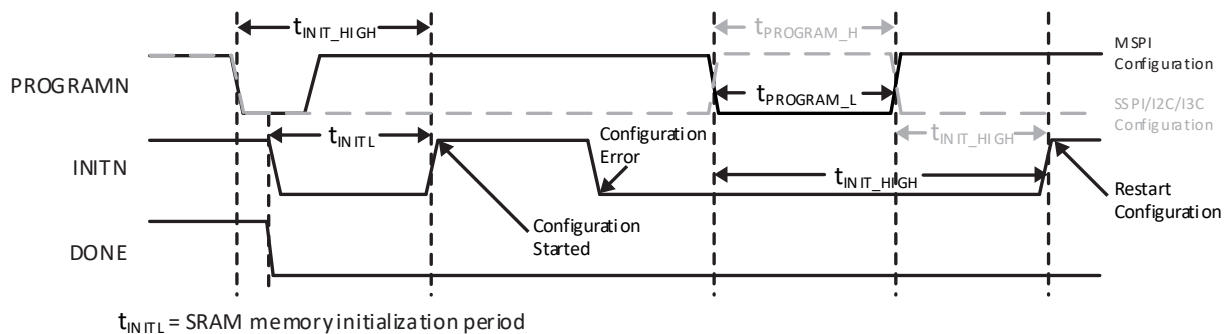 tINIT_HIGH
tPROGRAM_H
MSPI
Configuration
PROGRAMN
tPROGRAM_L
SSPI/I2C/I3C
Configuration
tINITL
Configuration
Error
tINIT_HIGH
INITN
tINIT_HIGH
Restart
Configuration
Configuration
Started
DONE
tINITL = SRAM memory initialization period